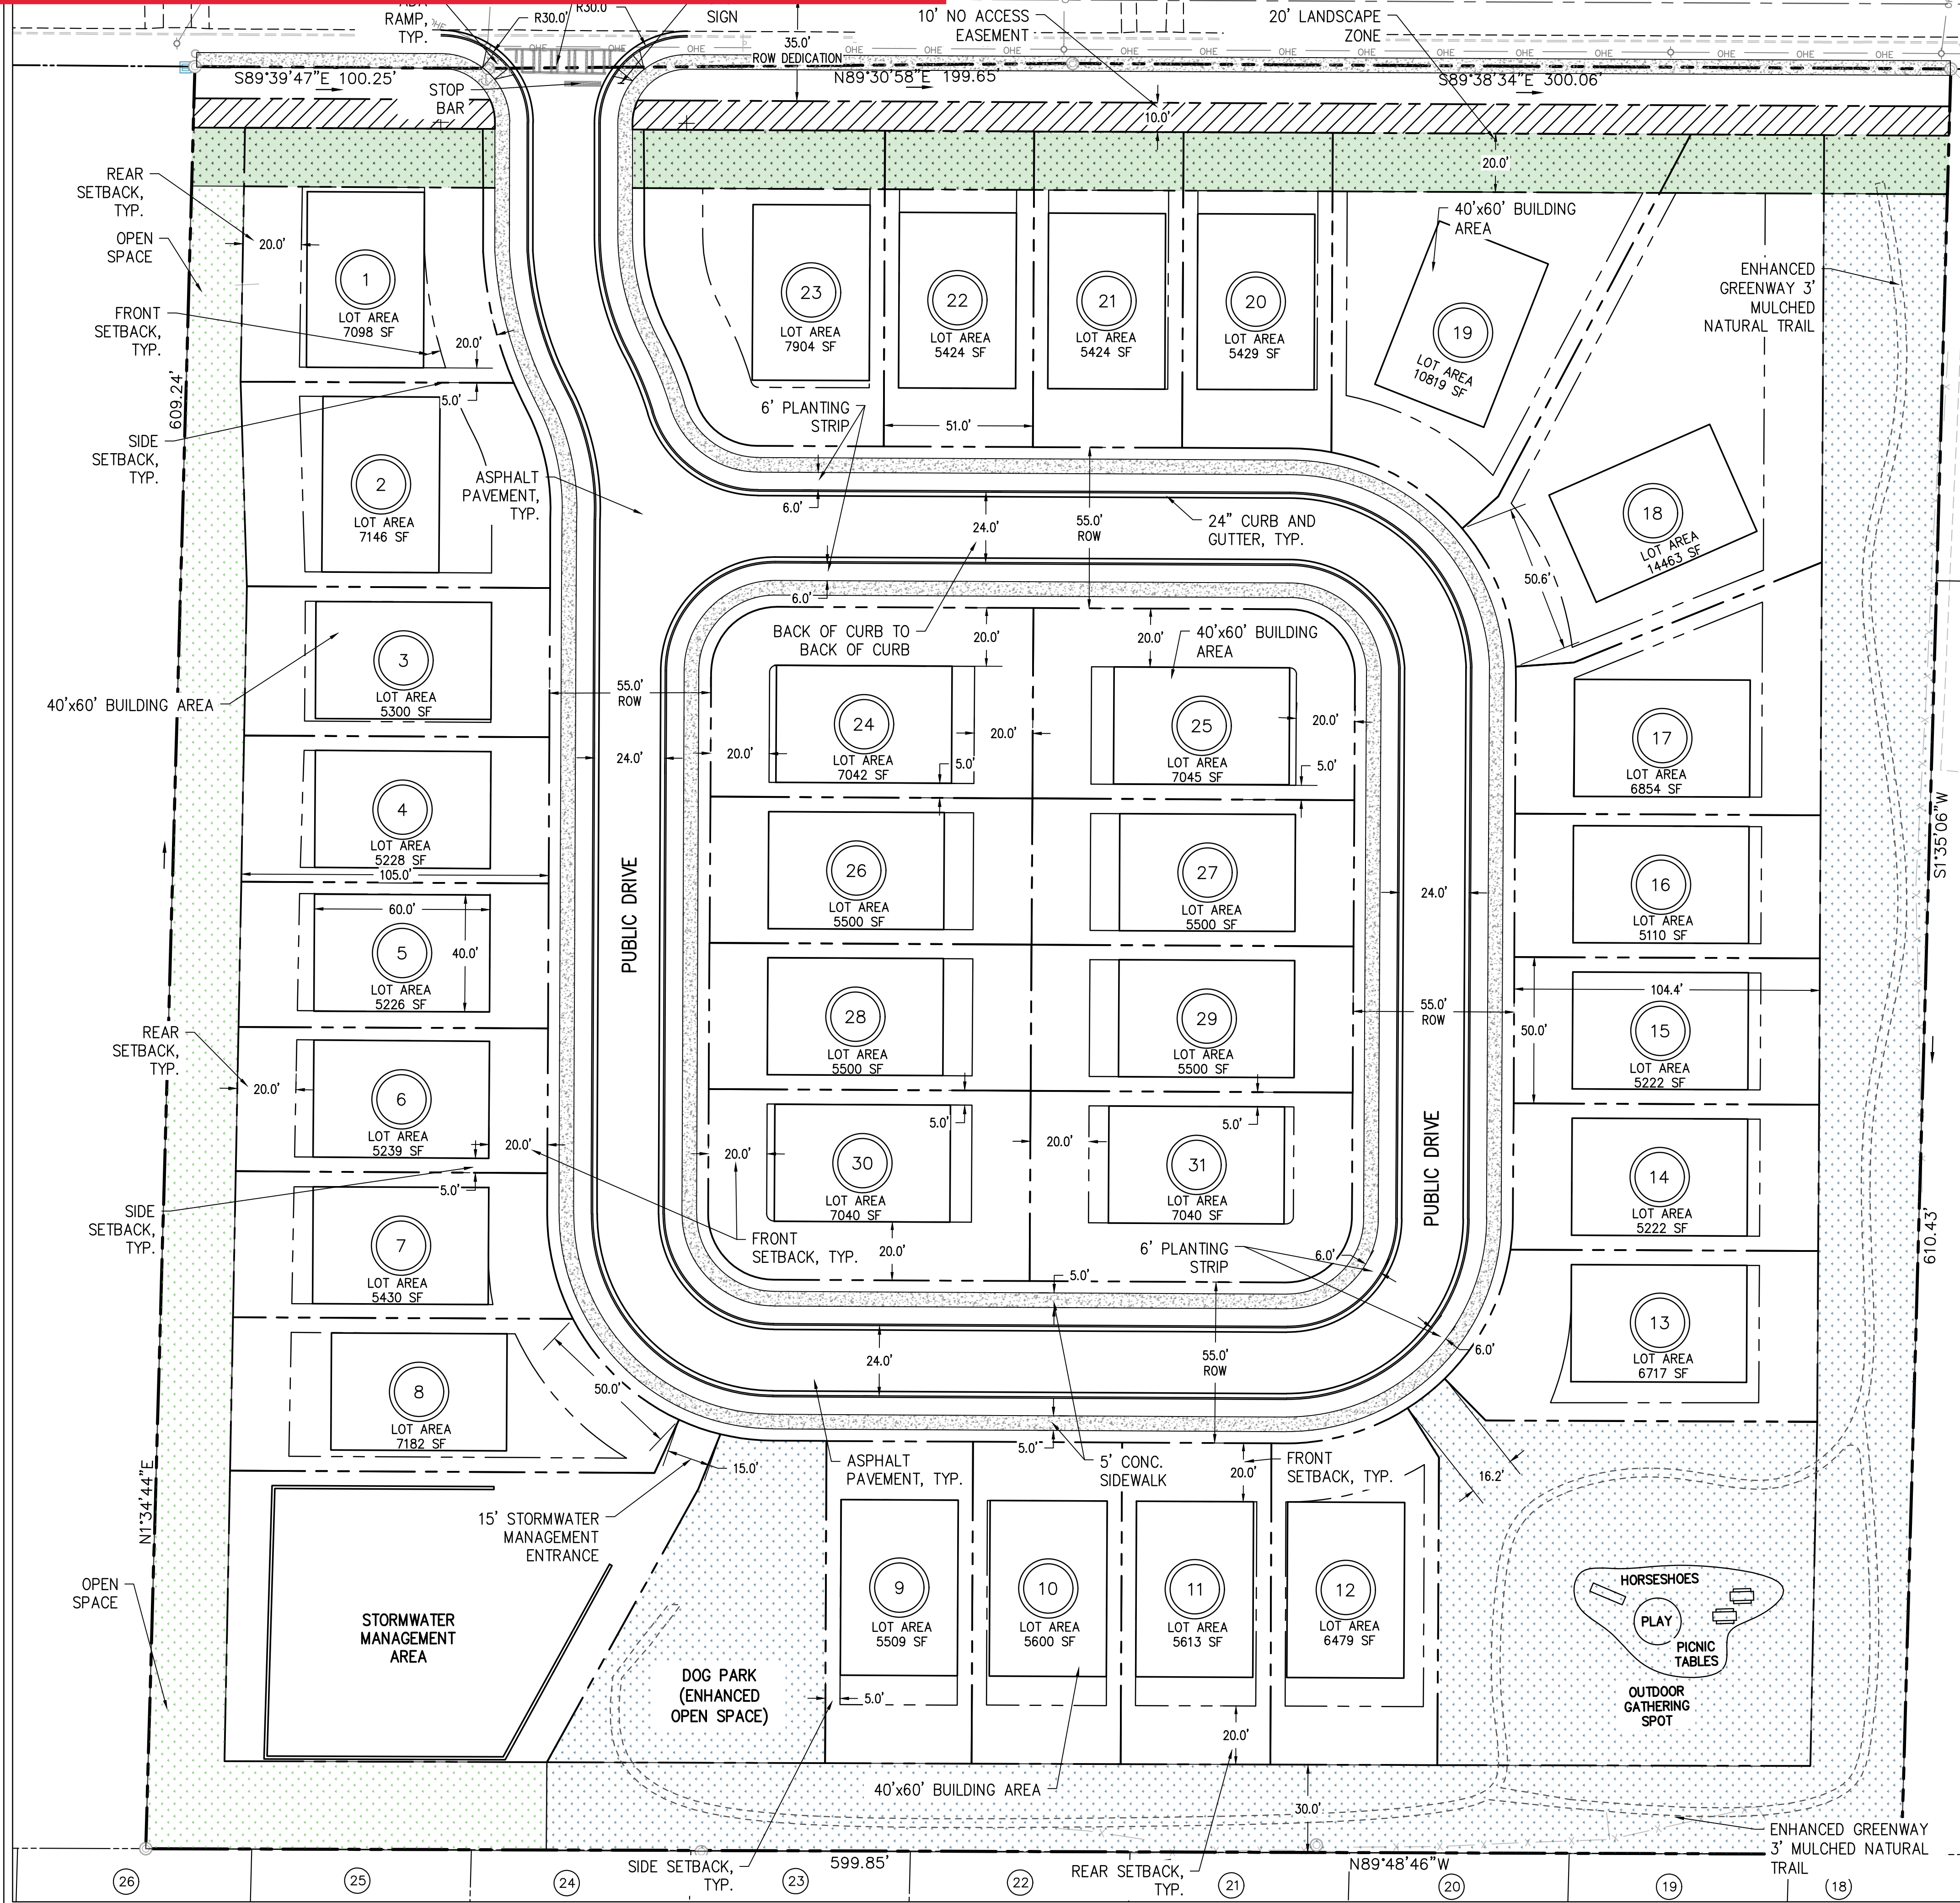 RAMP,
TYP.
R30.0'
R30.0'
SIGN
35.0'
ROW DEDICATION
10' NO ACCESS
EASEMENT
20' LANDSCAPE
ZONE
OHE OHE OHE OHE OHE OHE OHE OHE OHE OHE OHE OHE OHE OHE OHE
S89°39'47"E 100.25'
N89°30'58"E 199.65'
S89°38'34"E 300.06'
STOP
BAR
10.0'
20.0'
REAR
SETBACK,
TYP.
OPEN
SPACE
20.0'
1
LOT AREA
7098 SF
FRONT
SETBACK,
TYP.
20.0'
5.0'
609.24'
SIDE
SETBACK,
TYP.
2
LOT AREA
7146 SF
ASPHALT
PAVEMENT,
TYP.
23
LOT AREA
7904 SF
22
LOT AREA
5424 SF
21
LOT AREA
5424 SF
20
LOT AREA
5429 SF
40'x60' BUILDING
AREA
19
LOT AREA
10819 SF
ENHANCED
GREENWAY 3'
MULCHED
NATURAL TRAIL
6' PLANTING
STRIP
51.0'
6.0'
24.0'
55.0'
ROW
24" CURB AND
GUTTER, TYP.
18
LOT AREA
14463 SF
50.6'
6.0'
BACK OF CURB TO
BACK OF CURB
20.0'
20.0'
40'x60' BUILDING
AREA
3
LOT AREA
5300 SF
40'x60' BUILDING AREA
55.0'
ROW
24.0'
24
LOT AREA
7042 SF
20.0'
20.0'
5.0'
25
LOT AREA
7045 SF
20.0'
5.0'
17
LOT AREA
6854 SF
4
LOT AREA
5228 SF
105.0'
S1°35'06"W
PUBLIC DRIVE
26
LOT AREA
5500 SF
27
LOT AREA
5500 SF
24.0'
16
LOT AREA
5110 SF
60.0'
5
40.0'
LOT AREA
5226 SF
28
LOT AREA
5500 SF
29
LOT AREA
5500 SF
55.0'
ROW
104.4'
50.0'
15
LOT AREA
5222 SF
REAR
SETBACK,
TYP.
20.0'
6
LOT AREA
5239 SF
20.0'
5.0'
SIDE
SETBACK,
TYP.
5.0'
20.0'
30
LOT AREA
7040 SF
20.0'
20.0'
5.0'
31
LOT AREA
7040 SF
PUBLIC DRIVE
14
LOT AREA
5222 SF
610.43'
7
LOT AREA
5430 SF
FRONT
SETBACK, TYP.
6' PLANTING
STRIP
6.0'
5.0'
13
LOT AREA
6717 SF
6.0'
8
LOT AREA
7182 SF
50.0'
24.0'
55.0'
ROW
N1°34'44"E
15.0'
ASPHALT
PAVEMENT, TYP.
5.0'
5' CONC.
SIDEWALK
20.0'
FRONT
SETBACK, TYP.
16.2'
15' STORMWATER
MANAGEMENT
ENTRANCE
OPEN
SPACE
STORMWATER
MANAGEMENT
AREA
DOG PARK
(ENHANCED
OPEN SPACE)
9
LOT AREA
5509 SF
10
LOT AREA
5600 SF
11
LOT AREA
5613 SF
12
LOT AREA
6479 SF
HORSESHOES
PLAY
PICNIC
TABLES
OUTDOOR
GATHERING
SPOT
5.0'
20.0'
40'x60' BUILDING AREA
30.0'
ENHANCED GREENWAY
3' MULCHED NATURAL
TRAIL
SIDE SETBACK,
TYP.
599.85'
REAR SETBACK,
TYP.
N89°48'46"W
26 25 24 23 22 21 20 19 18